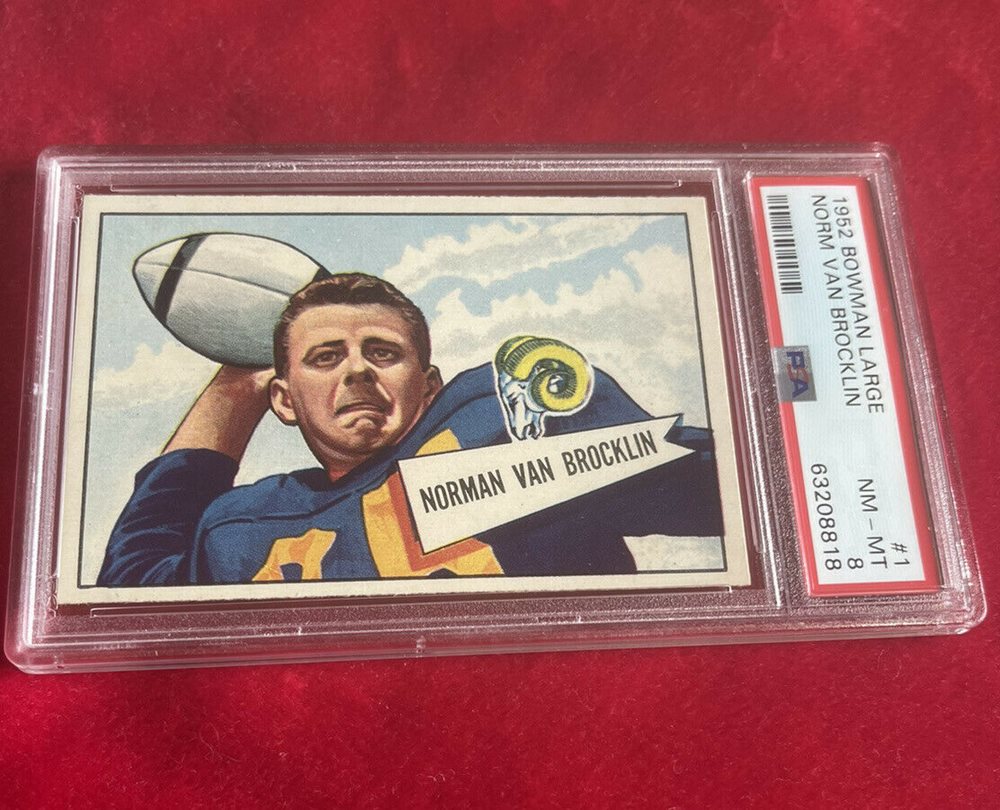 NORMAN VAN BROCKLIN
1952 BOWMAN LARGE #1
NORM VAN BROCKLIN NM-MT
8
PSA 63208818